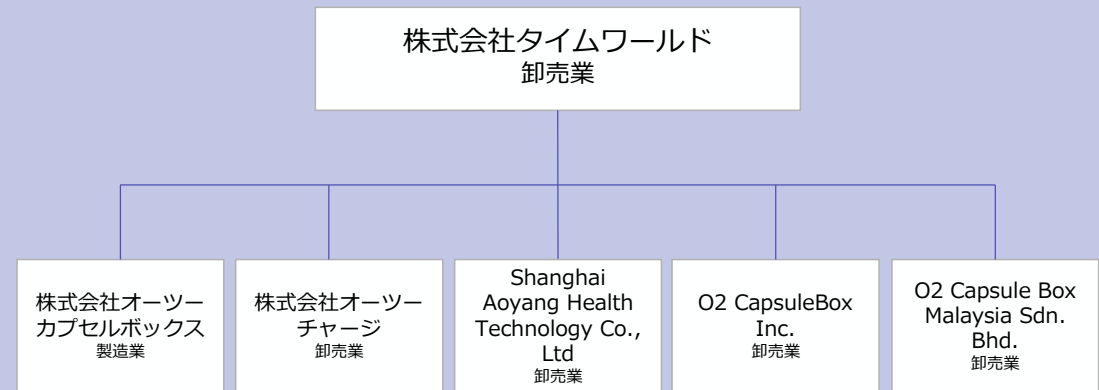 株式会社タイムワールド
卸売業
株式会社オーツー
カプセルボックス
製造業
株式会社オーツー
チャージ
卸売業
Shanghai
Aoyang Health
Technology Co.,
Ltd
卸売業
O2 CapsuleBox
Inc.
卸売業
O2 Capsule Box
Malaysia Sdn.
Bhd.
卸売業